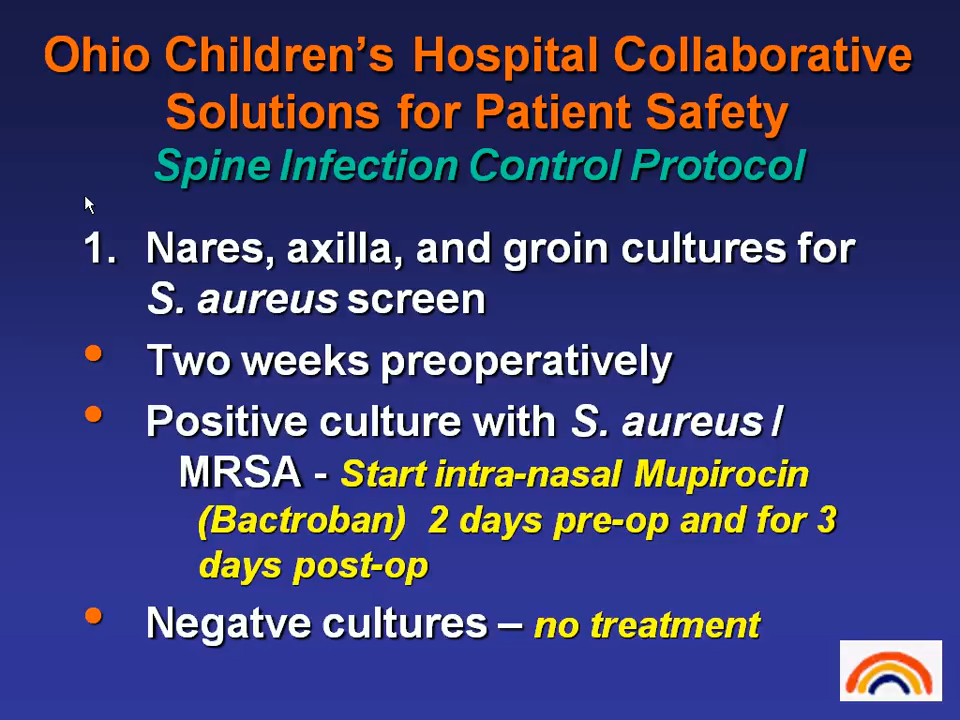 Ohio Children's Hospital Collaborative
Solutions for Patient Safety
Spine Infection Control Protocol
1. Nares, axilla, and groin cultures for
S. aureus screen
• Two weeks preoperatively
• Positive culture with S. aureus /
MRSA - Start intra-nasal Mupirocin
(Bactroban) 2 days pre-op and for 3
days post-op
• Negatve cultures – no treatment